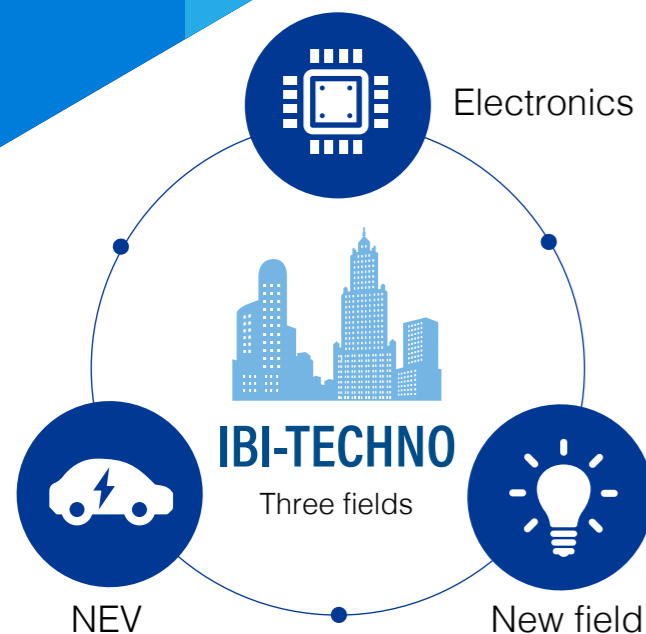 Electronics
IBI-TECHNO
Three fields
NEV
New field